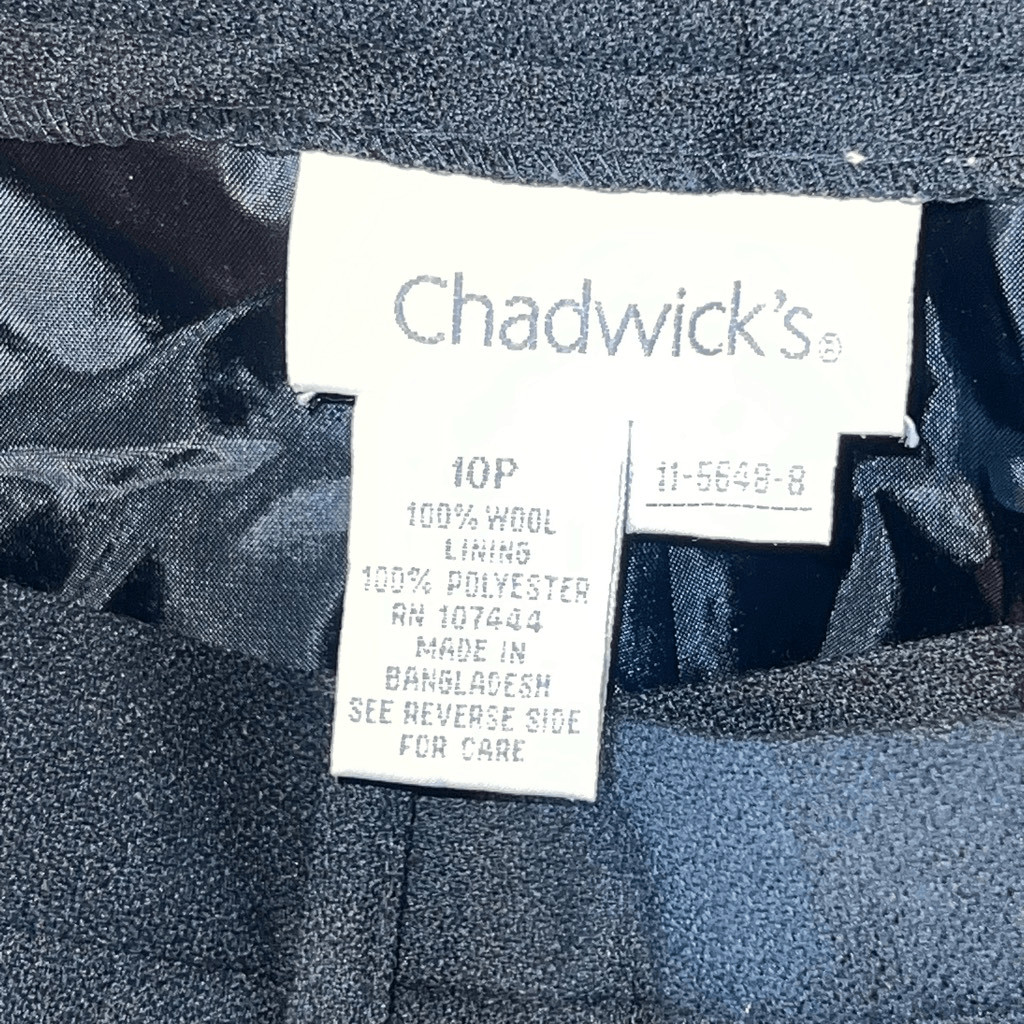 Chadwick's®
10P
100% WOOL
LINING
100% POLYESTER
RN 107444
MADE IN
BANGLADESH
SEE REVERSE SIDE
FOR CARE
11-5648-8